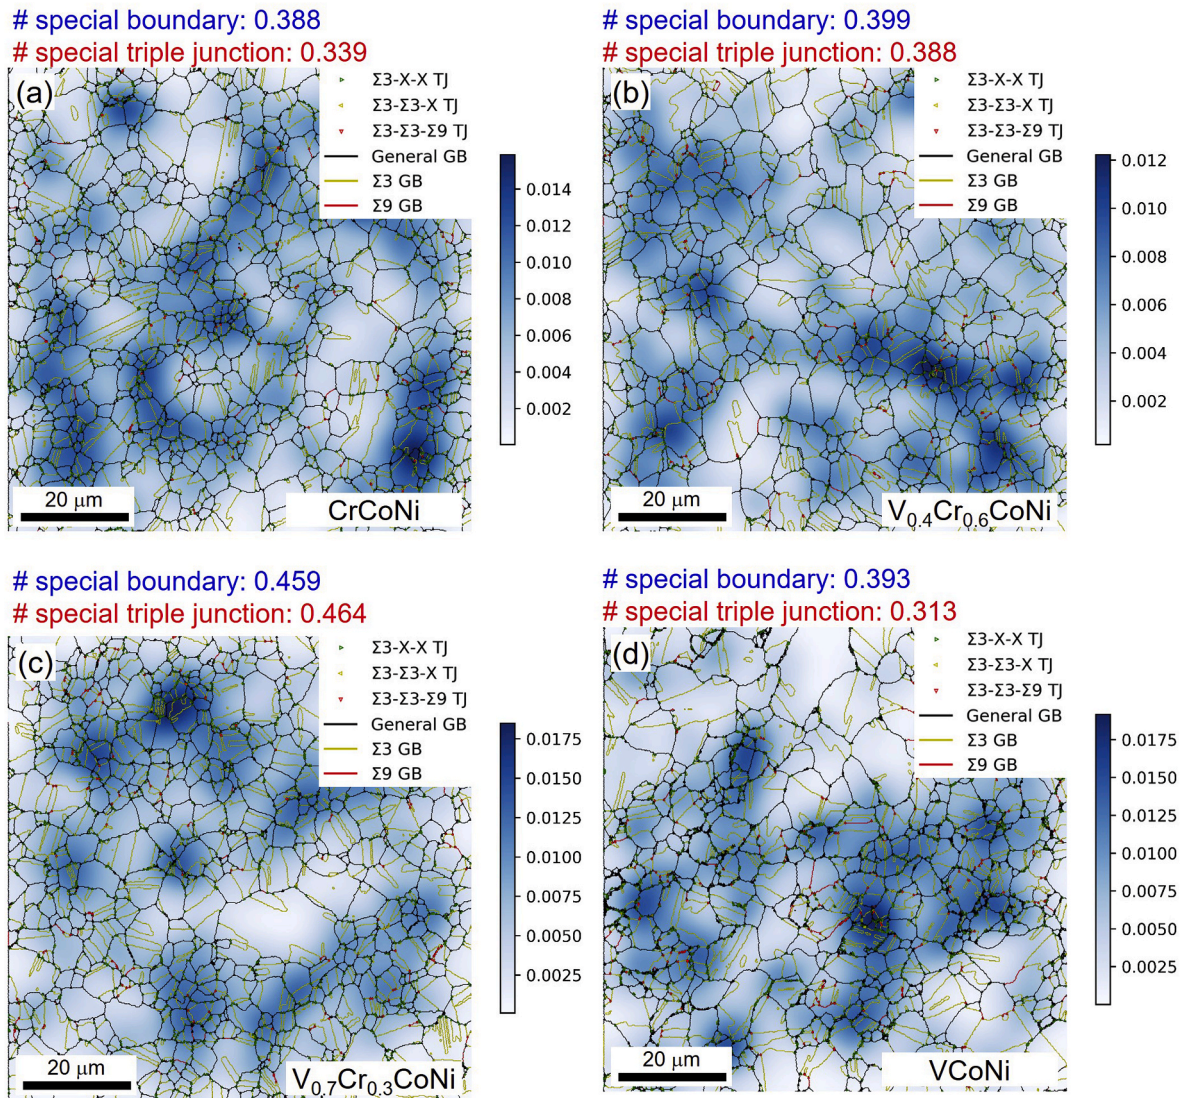 # special boundary: 0.388
# special triple junction: 0.339
(a)
Σ3-X-X TJ
Σ3-Σ3-X TJ
Σ3-Σ3-Σ9 TJ
General GB
Σ3 GB
Σ9 GB
0.014
0.012
0.010
0.008
0.006
0.004
0.002
20 μm
CrCoNi
# special boundary: 0.399
# special triple junction: 0.388
(b)
Σ3-X-X TJ
Σ3-Σ3-X TJ
Σ3-Σ3-Σ9 TJ
General GB
Σ3 GB
Σ9 GB
0.012
0.010
0.008
0.006
0.004
0.002
20 μm
V0.4Cr0.6CoNi
# special boundary: 0.459
# special triple junction: 0.464
(c)
Σ3-X-X TJ
Σ3-Σ3-X TJ
Σ3-Σ3-Σ9 TJ
General GB
Σ3 GB
Σ9 GB
0.0175
0.0150
0.0125
0.0100
0.0075
0.0050
0.0025
20 μm
V0.7Cr0.3CoNi
# special boundary: 0.393
# special triple junction: 0.313
(d)
Σ3-X-X TJ
Σ3-Σ3-X TJ
Σ3-Σ3-Σ9 TJ
General GB
Σ3 GB
Σ9 GB
0.0175
0.0150
0.0125
0.0100
0.0075
0.0050
0.0025
20 μm
VCoNi